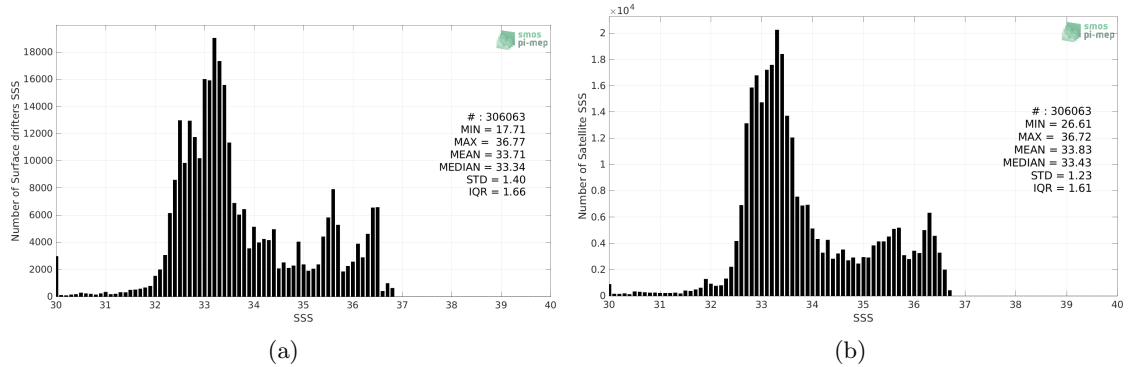 smos
pi-mep
18000
16000
14000
12000
10000
8000
6000
4000
2000
0
Number of Surface drifters SSS
# : 306063
MIN = 17.71
MAX = 36.77
MEAN = 33.71
MEDIAN = 33.34
STD = 1.40
IQR = 1.66
30 31 32 33 34 35 36 37 38 39 40
SSS
(a)
×10⁴
smos
pi-mep
2
1.8
1.6
1.4
1.2
1
0.8
0.6
0.4
0.2
0
Number of Satellite SSS
# : 306063
MIN = 26.61
MAX = 36.72
MEAN = 33.83
MEDIAN = 33.43
STD = 1.23
IQR = 1.61
30 31 32 33 34 35 36 37 38 39 40
SSS
(b)